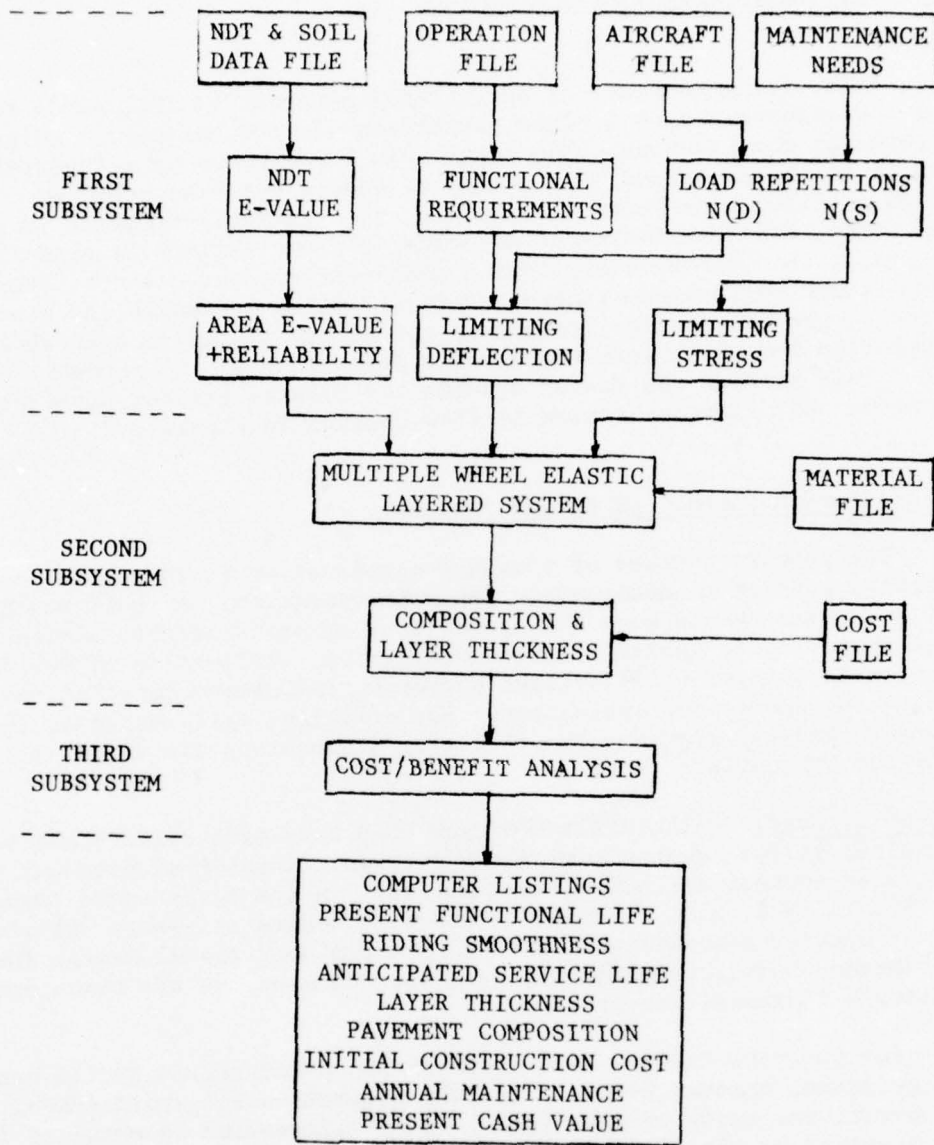 NDT & SOIL
DATA FILE
OPERATION
FILE
AIRCRAFT
FILE
MAINTENANCE
NEEDS
FIRST
SUBSYSTEM
NDT
E-VALUE
FUNCTIONAL
REQUIREMENTS
LOAD REPETITIONS
N(D) N(S)
AREA E-VALUE
+RELIABILITY
LIMITING
DEFLECTION
LIMITING
STRESS
MULTIPLE WHEEL ELASTIC
LAYERED SYSTEM
MATERIAL
FILE
SECOND
SUBSYSTEM
COMPOSITION &
LAYER THICKNESS
COST
FILE
THIRD
SUBSYSTEM
COST/BENEFIT ANALYSIS
COMPUTER LISTINGS
PRESENT FUNCTIONAL LIFE
RIDING SMOOTHNESS
ANTICIPATED SERVICE LIFE
LAYER THICKNESS
PAVEMENT COMPOSITION
INITIAL CONSTRUCTION COST
ANNUAL MAINTENANCE
PRESENT CASH VALUE